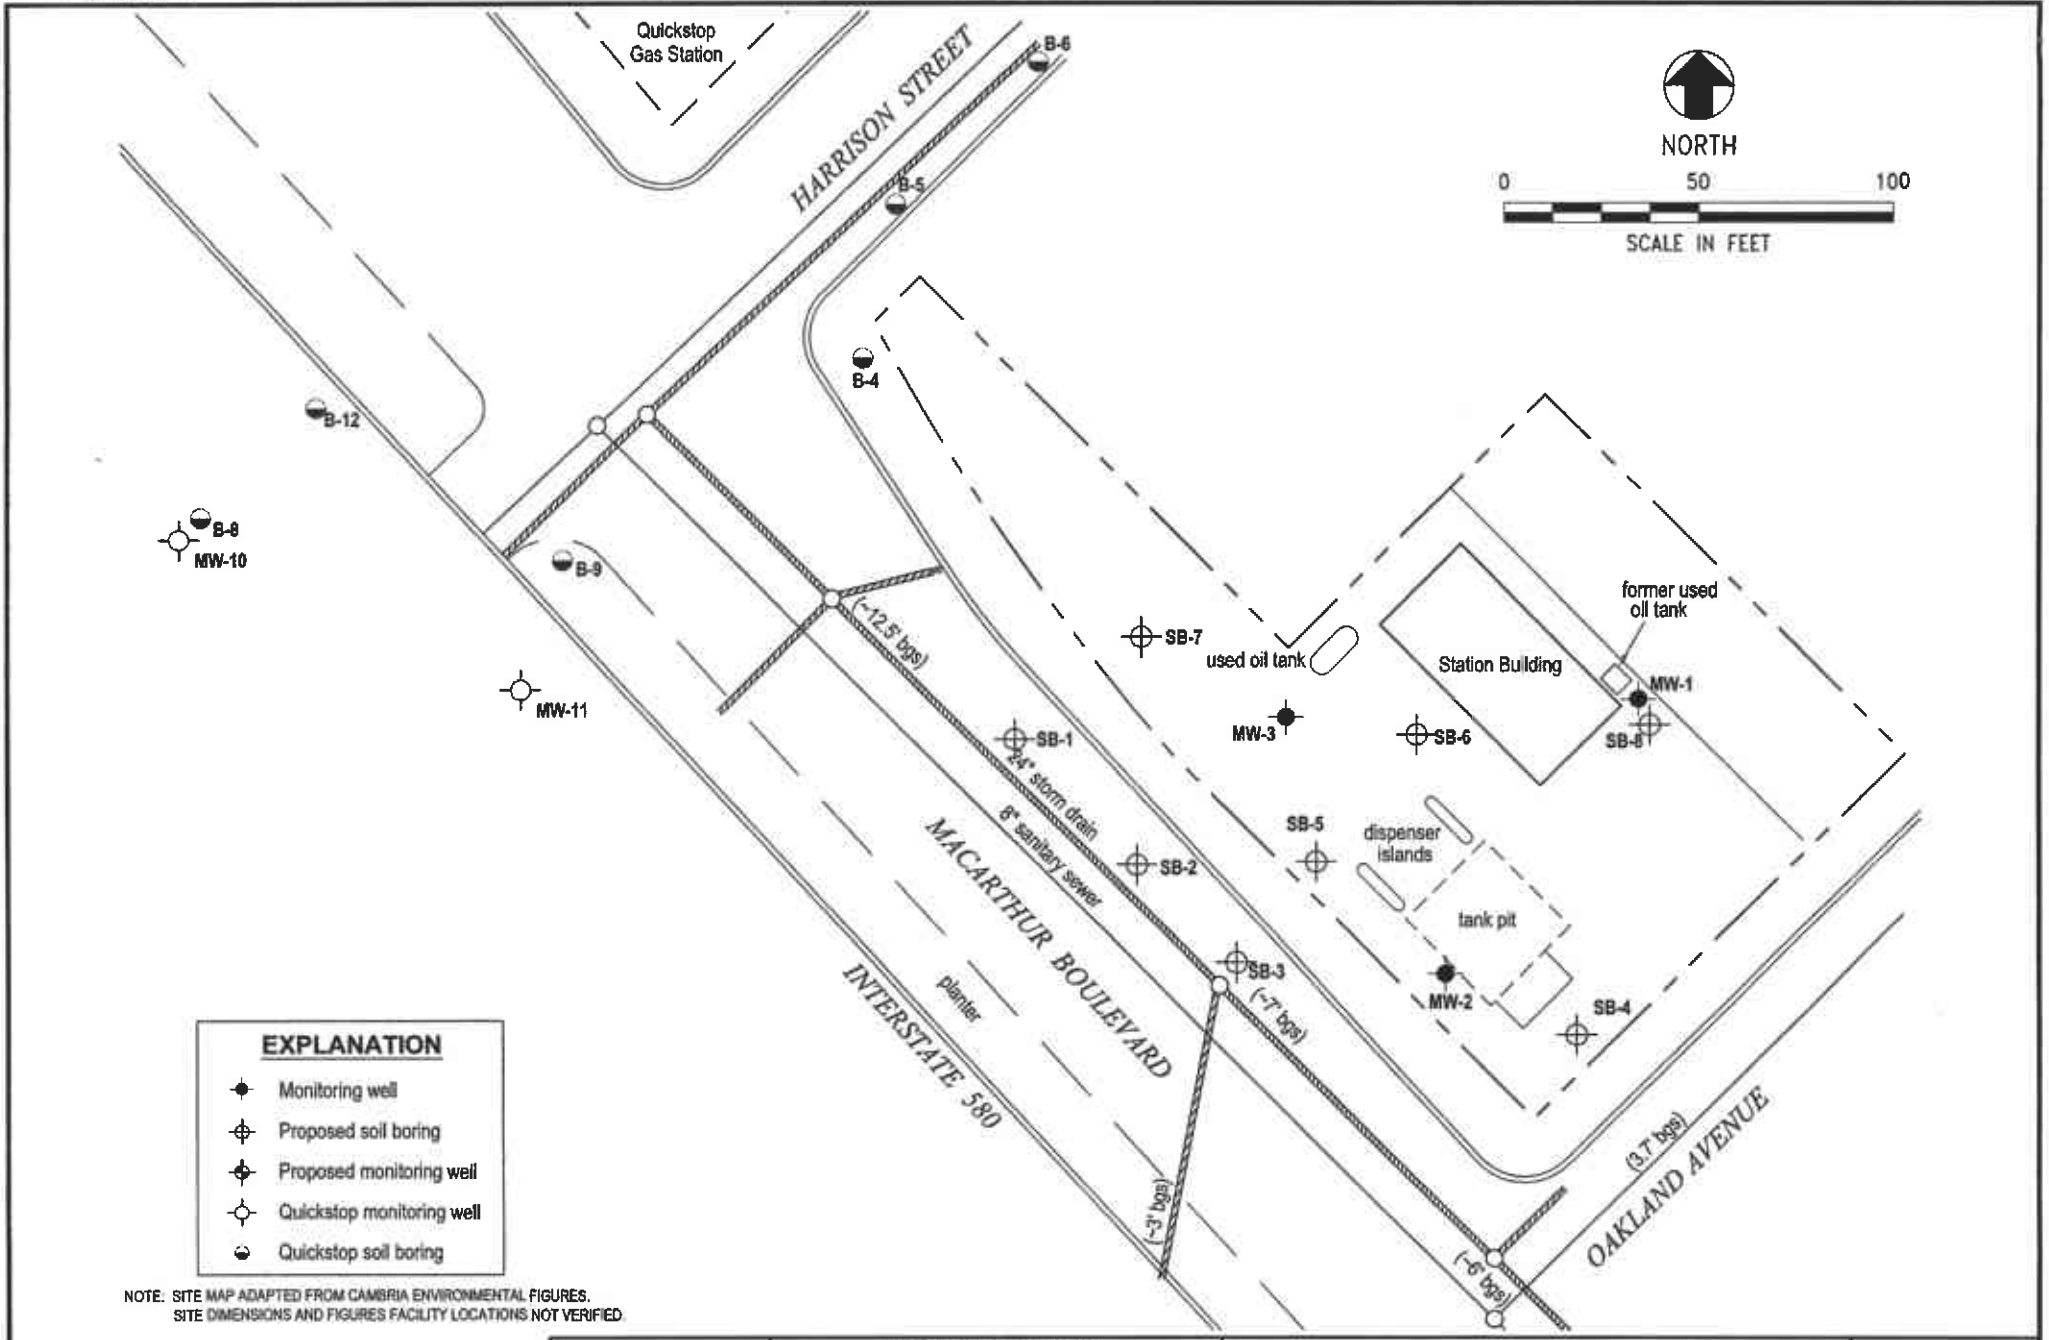 Quickstop
Gas Station
B-6
HARRISON STREET
NORTH
B-5
0 50 100
SCALE IN FEET
B-4
B-12
B-8
MW-10
B-9
MW-11
(~12.5' bgs)
SB-7
used oil tank
former used
oil tank
Station Building
MW-1
SB-8
MW-3
SB-6
SB-1
24" storm drain
8" sanitary sewer
SB-5
dispenser
islands
SB-2
tank pit
MACARTHUR BOULEVARD
SB-3
(~7' bgs)
MW-2
SB-4
planter
INTERSTATE 580
(~3' bgs)
(3.7' bgs)
OAKLAND AVENUE
(~6' bgs)
EXPLANATION
Monitoring well
Proposed soil boring
Proposed monitoring well
Quickstop monitoring well
Quickstop soil boring
NOTE: SITE MAP ADAPTED FROM CAMBRIA ENVIRONMENTAL FIGURES.
SITE DIMENSIONS AND FIGURES FACILITY LOCATIONS NOT VERIFIED.